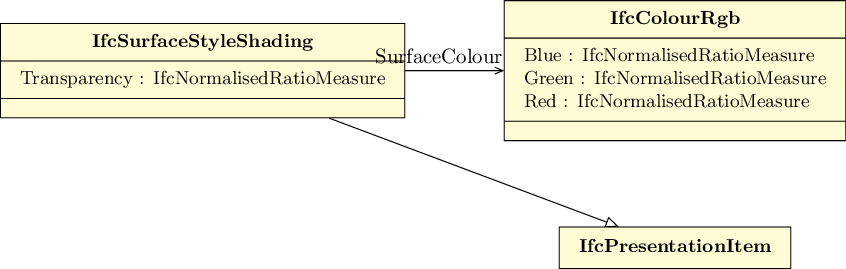 IfcSurfaceStyleShading
Transparency : IfcNormalisedRatioMeasure
SurfaceColour
IfcColourRgb
Blue : IfcNormalisedRatioMeasure
Green : IfcNormalisedRatioMeasure
Red : IfcNormalisedRatioMeasure
IfcPresentationItem